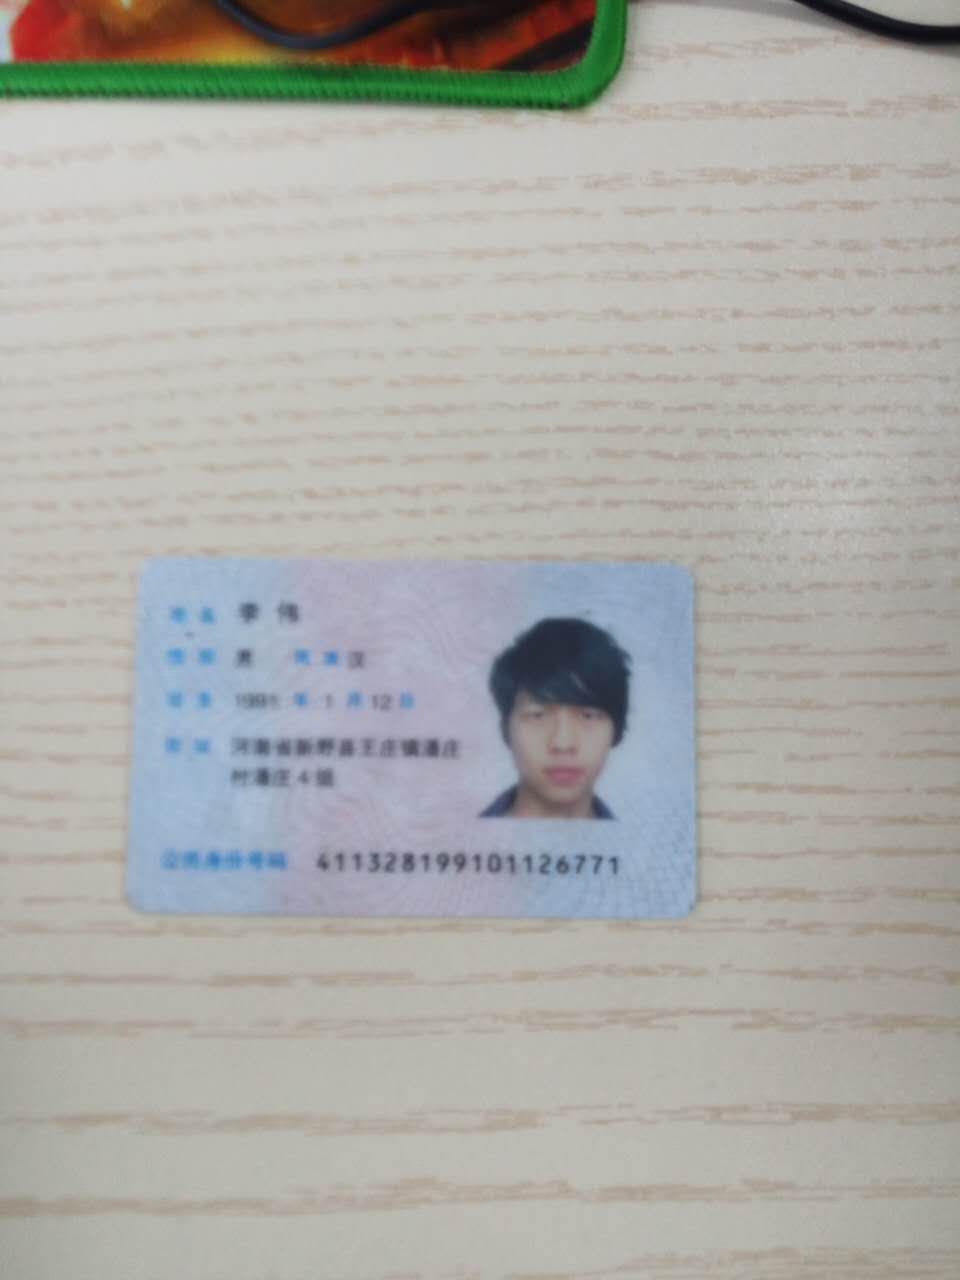 姓名 李伟
性别 男 民族 汉
出生 1991 年 1 月 12 日
住址 河南省新野县王庄镇潘庄
村潘庄4组
公民身份号码 411328199101126771